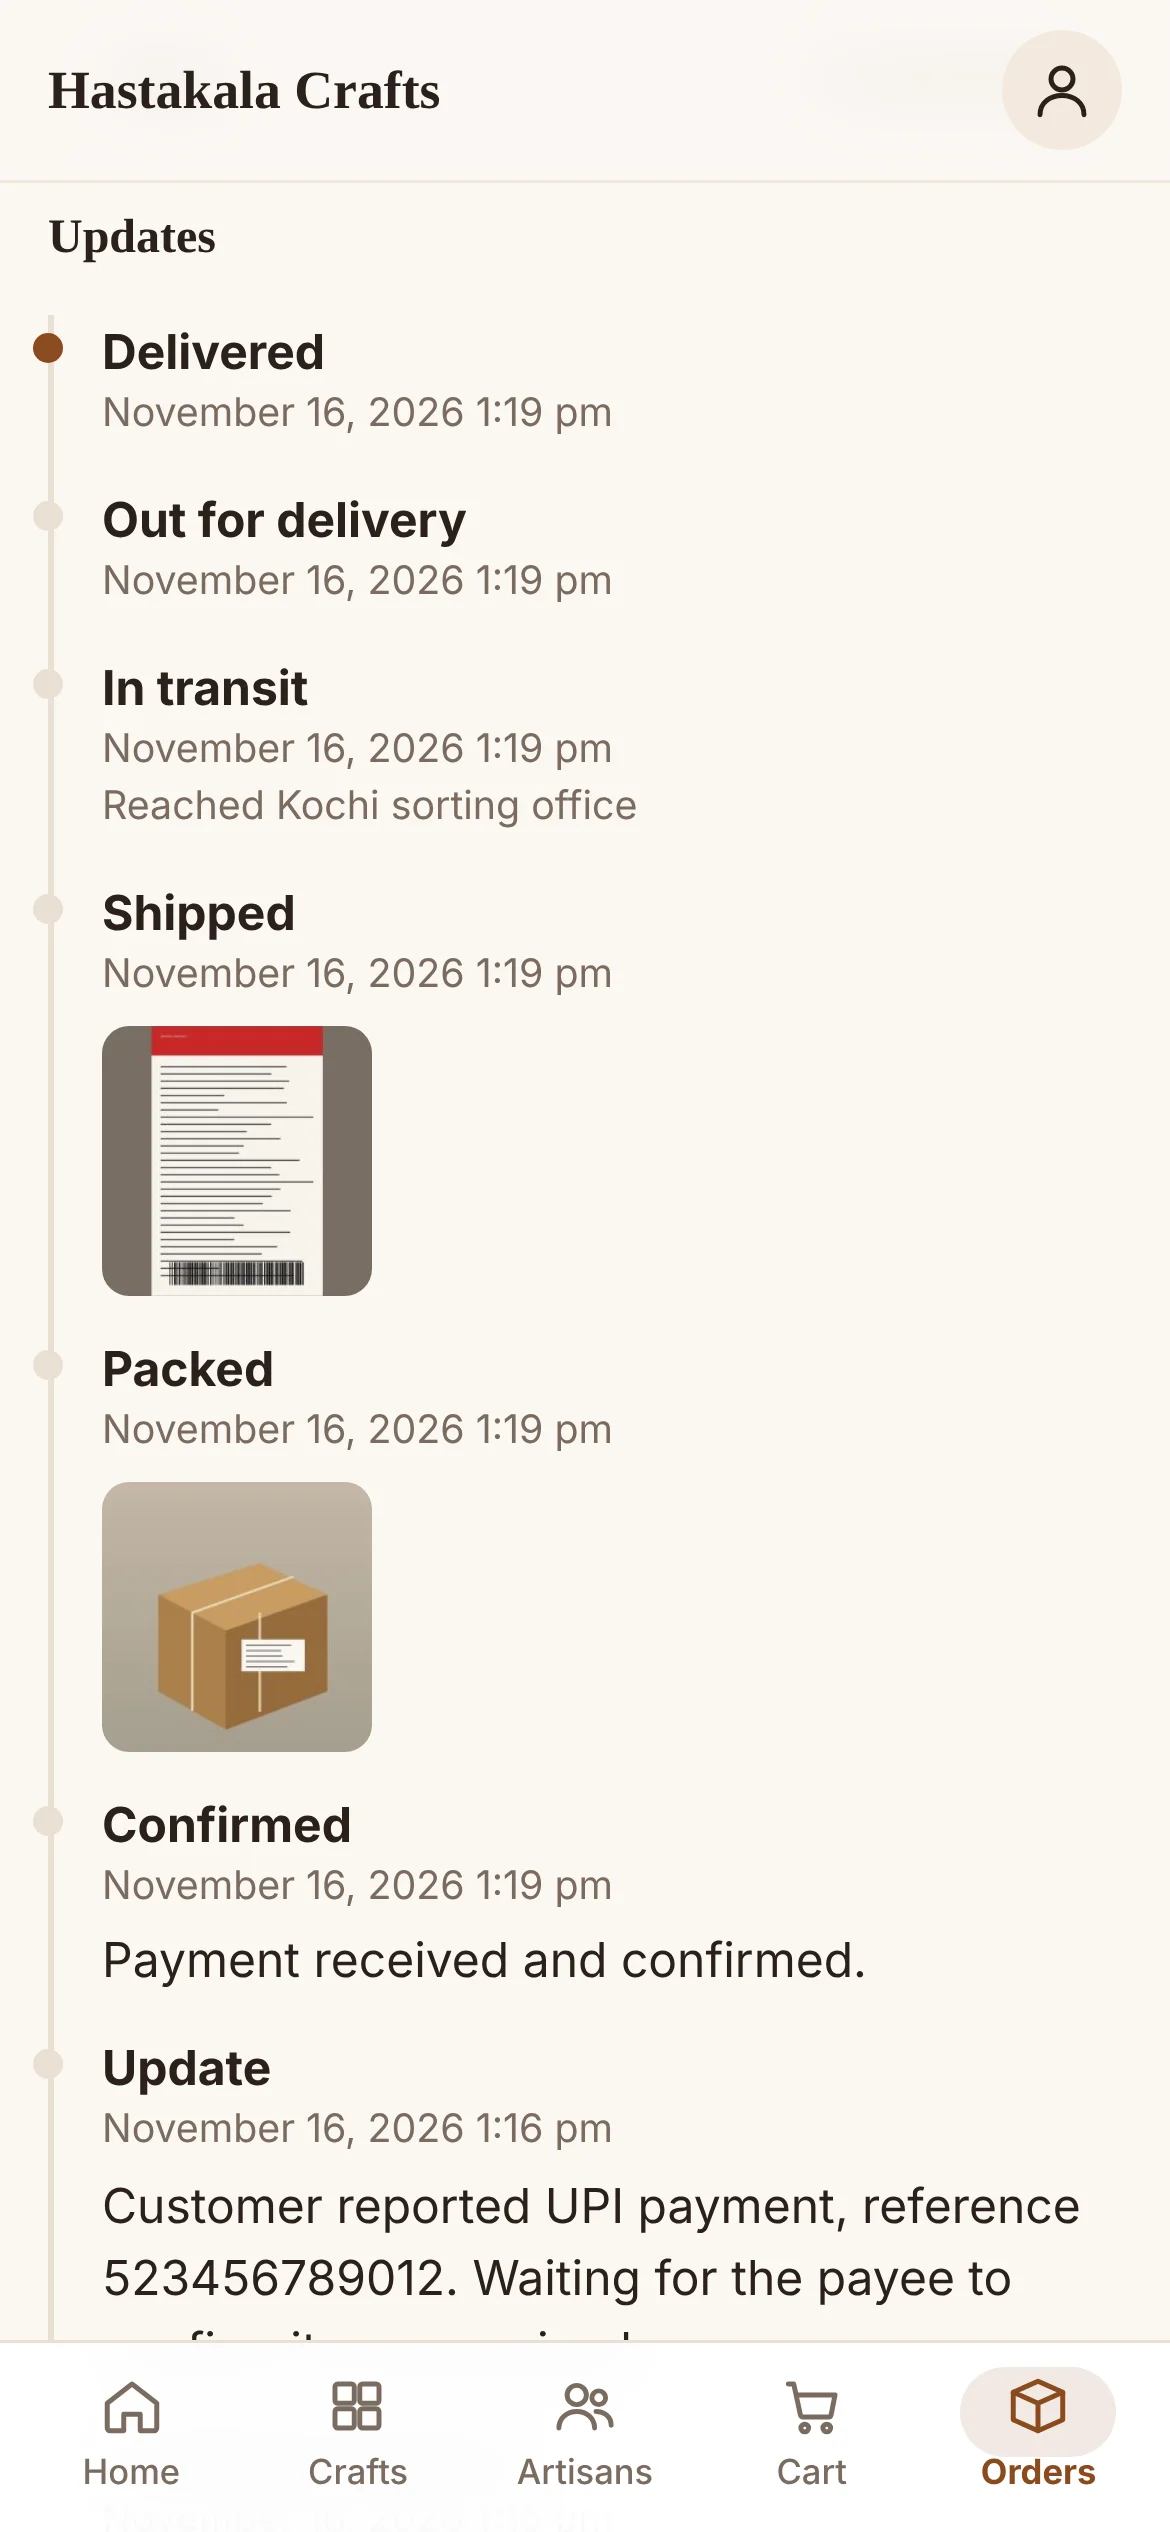 Hastakala Crafts
Updates
Delivered
November 16, 2026 1:19 pm
Out for delivery
November 16, 2026 1:19 pm
In transit
November 16, 2026 1:19 pm
Reached Kochi sorting office
Shipped
November 16, 2026 1:19 pm
Packed
November 16, 2026 1:19 pm
Confirmed
November 16, 2026 1:19 pm
Payment received and confirmed.
Update
November 16, 2026 1:16 pm
Customer reported UPI payment, reference
523456789012. Waiting for the payee to
Home
Crafts
Artisans
Cart
Orders